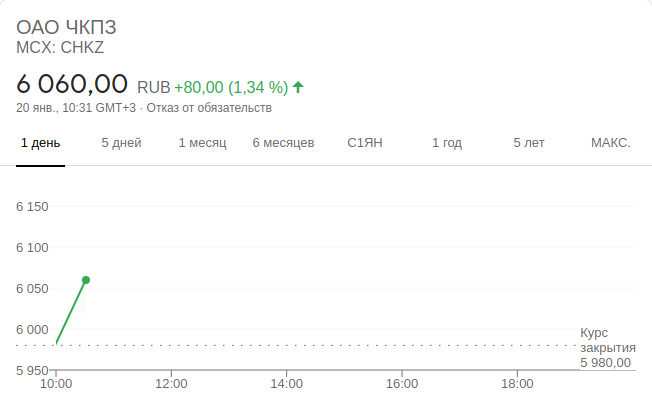 ОАО ЧКПЗ
MCX: CHKZ
6 060,00 RUB +80,00 (1,34 %)
20 янв., 10:31 GMT+3 · Отказ от обязательств
1 день 5 дней 1 месяц 6 месяцев С1ЯН 1 год 5 лет МАКС.
6 150
6 100
6 050
6 000
Курс
закрытия
5 980,00
5 950
10:00 12:00 14:00 16:00 18:00